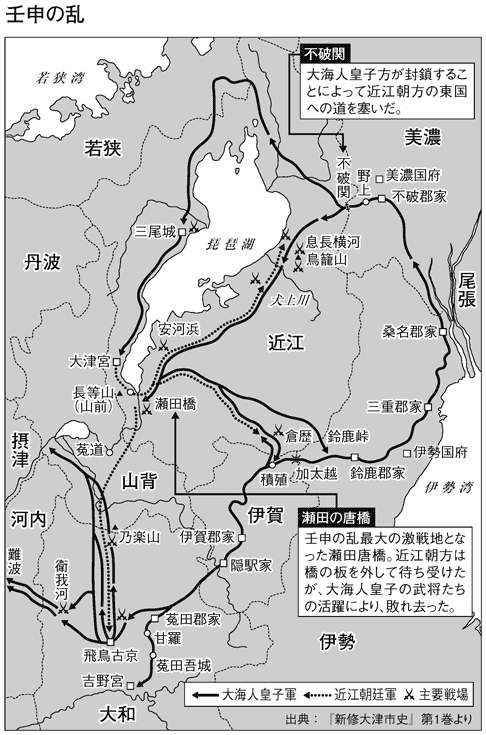 壬申の乱
若狭湾
不破関
大海人皇子方が封鎖するこ
とによって近江朝方の東国
への道を塞いだ。
美濃
若狭
不破関
野上
美濃国府
不破郡家
三尾城
琵琶湖
息長横河
鳥籠山
丹波
犬上川
尾張
安河浜
近江
桑名郡家
大津宮
長等山
(山前)
瀬田橋
三重郡家
摂津
菟道
倉歴
鈴鹿峠
伊勢国府
山背
積殖
加太越
鈴鹿郡家
伊勢湾
河内
伊賀
瀬田の唐橋
壬申の乱最大の激戦地と
なった瀬田唐橋。近江朝方は
橋の板を外して待ち受けた
が、大海人皇子の武将たち
の活躍により、敗れ去った。
乃楽山
伊賀郡家
難波
衛我河
隠駅家
菟田郡家
甘羅
飛鳥古京
菟田吾城
伊勢
吉野宮
大和
大海人皇子軍
近江朝廷軍
主要戦場
出典：『新修大津市史』第1巻より